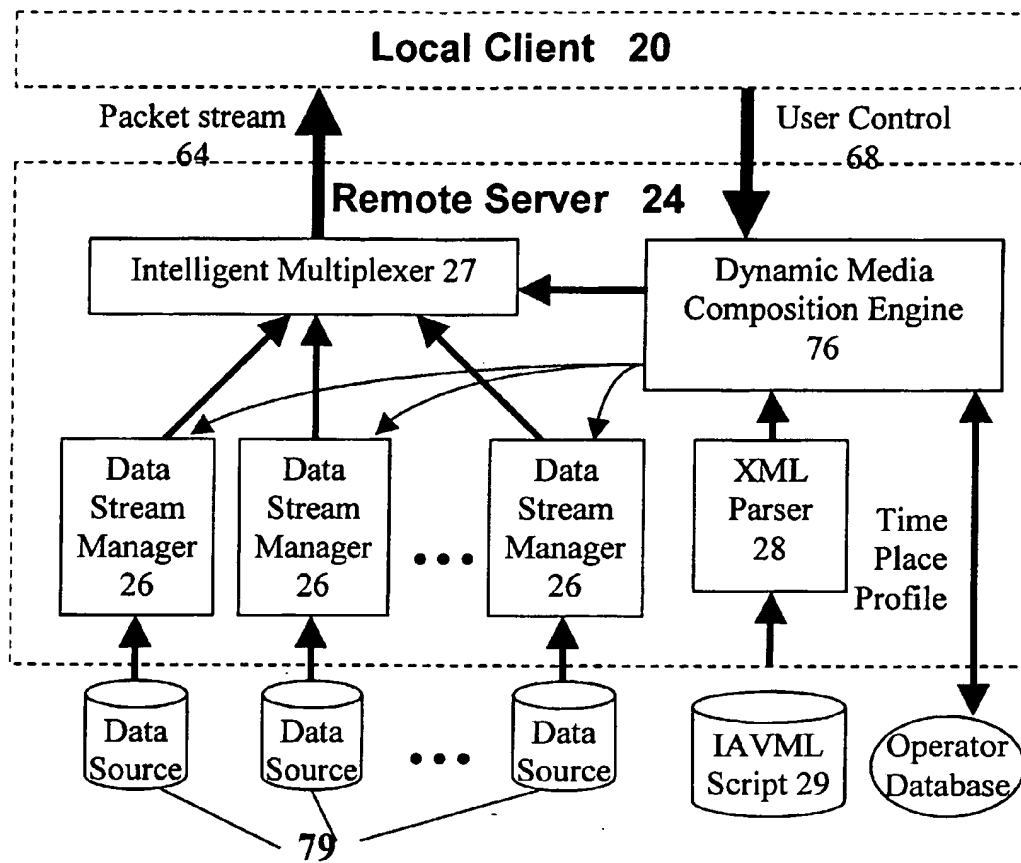 Local Client 20
Packet stream
64
User Control
68
Remote Server 24
Intelligent Multiplexer 27
Dynamic Media
Composition Engine
76
Data
Stream
Manager
26
Data
Stream
Manager
26
Data
Stream
Manager
26
XML
Parser
28
Time
Place
Profile
Data
Source
Data
Source
Data
Source
IAVML
Script 29
Operator
Database
79